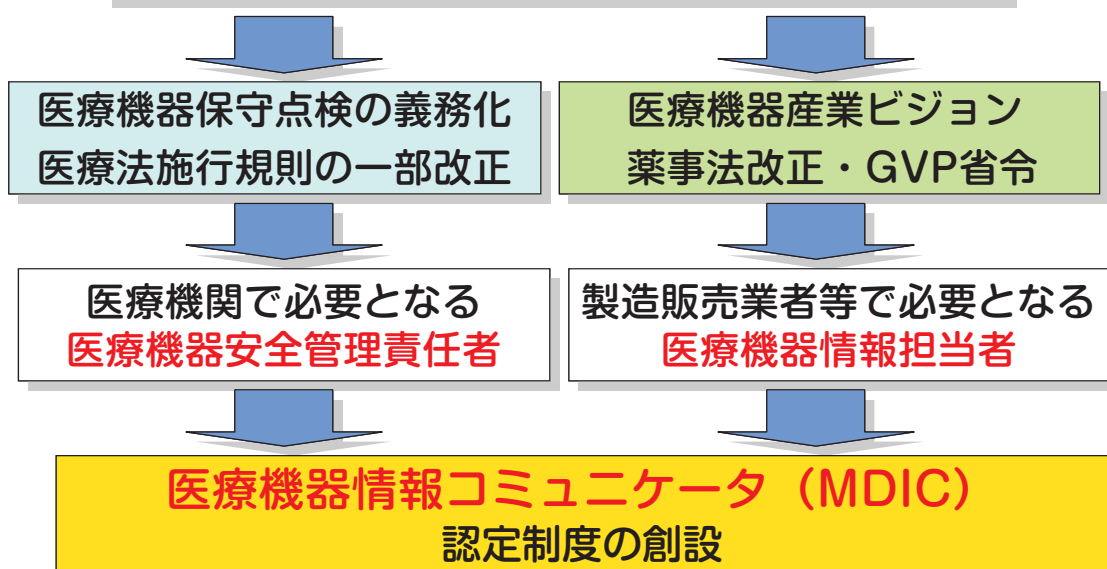 医療機器保守点検の義務化
医療法施行規則の一部改正
医療機器産業ビジョン
薬事法改正・GVP省令
医療機関で必要となる
医療機器安全管理責任者
製造販売業者等で必要となる
医療機器情報担当者
医療機器情報コミュニケータ（MDIC）
認定制度の創設